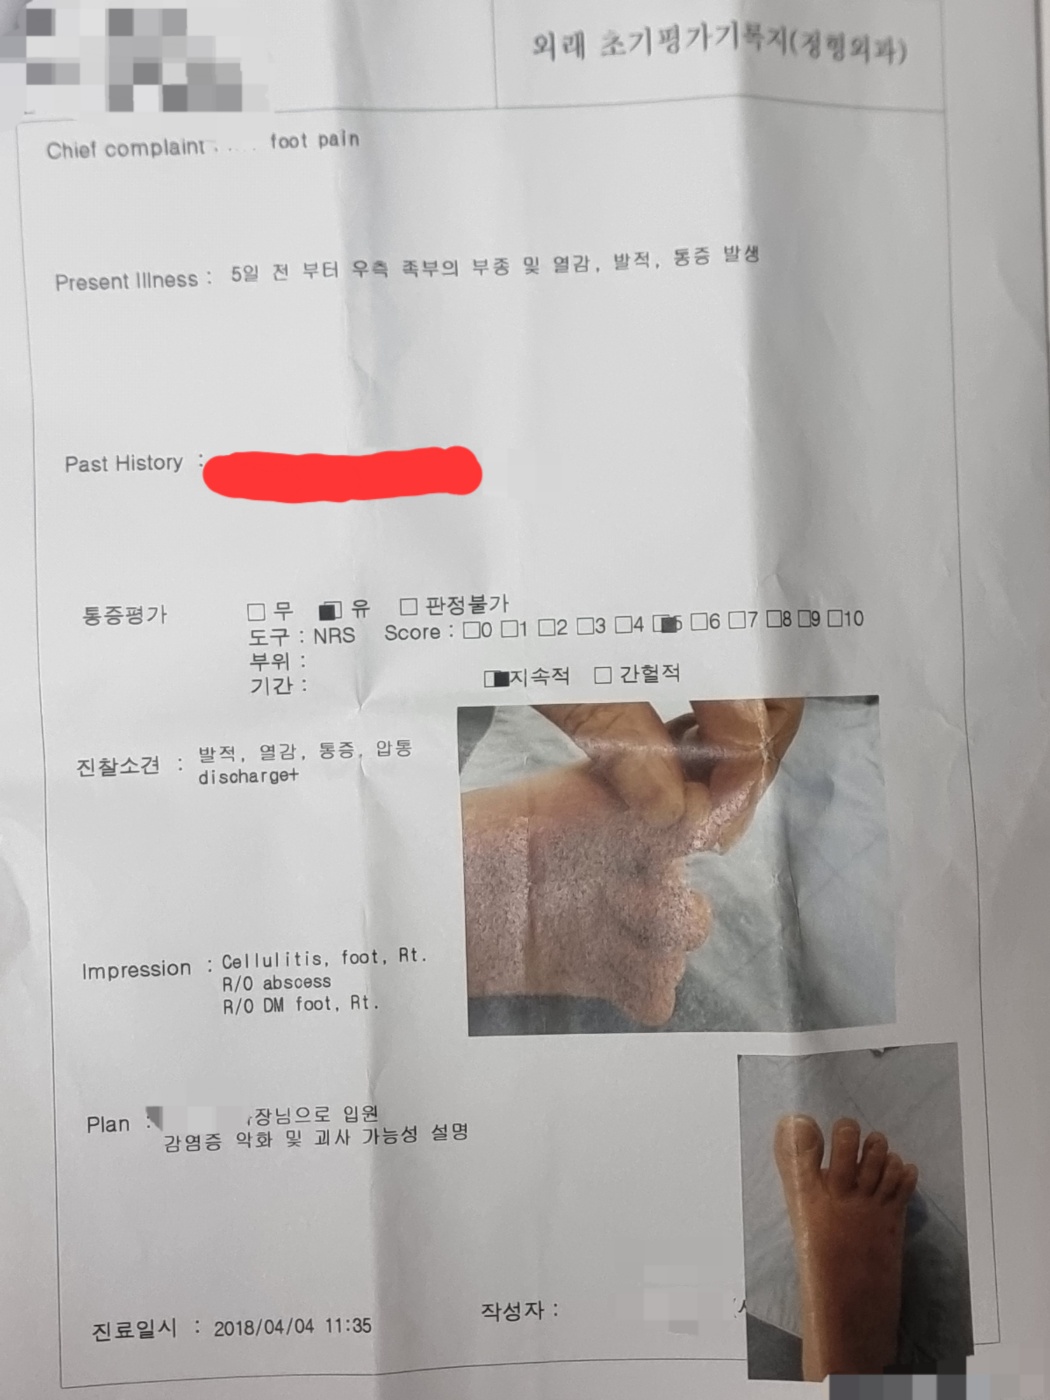 외래 초기평가기록지(정형외과)
Chief complaint foot pain
Present Illness : 5일 전 부터 우측 족부의 부종 및 열감, 발적, 통증 발생
Past History :
통증평가 □ 무 ■ 유 □ 판정불가
도구 : NRS Score : □0 □1 □2 □3 □4 ■5 □6 □7 □8 □9 □10
부위 :
기간 : ■지속적 □ 간헐적
진찰소견 : 발적, 열감, 통증, 압통
discharge+
Impression : Cellulitis, foot, Rt.
R/O abscess
R/O DM foot, Rt.
Plan : 장님으로 입원
감염증 악화 및 괴사 가능성 설명
진료일시 : 2018/04/04 11:35
작성자 :